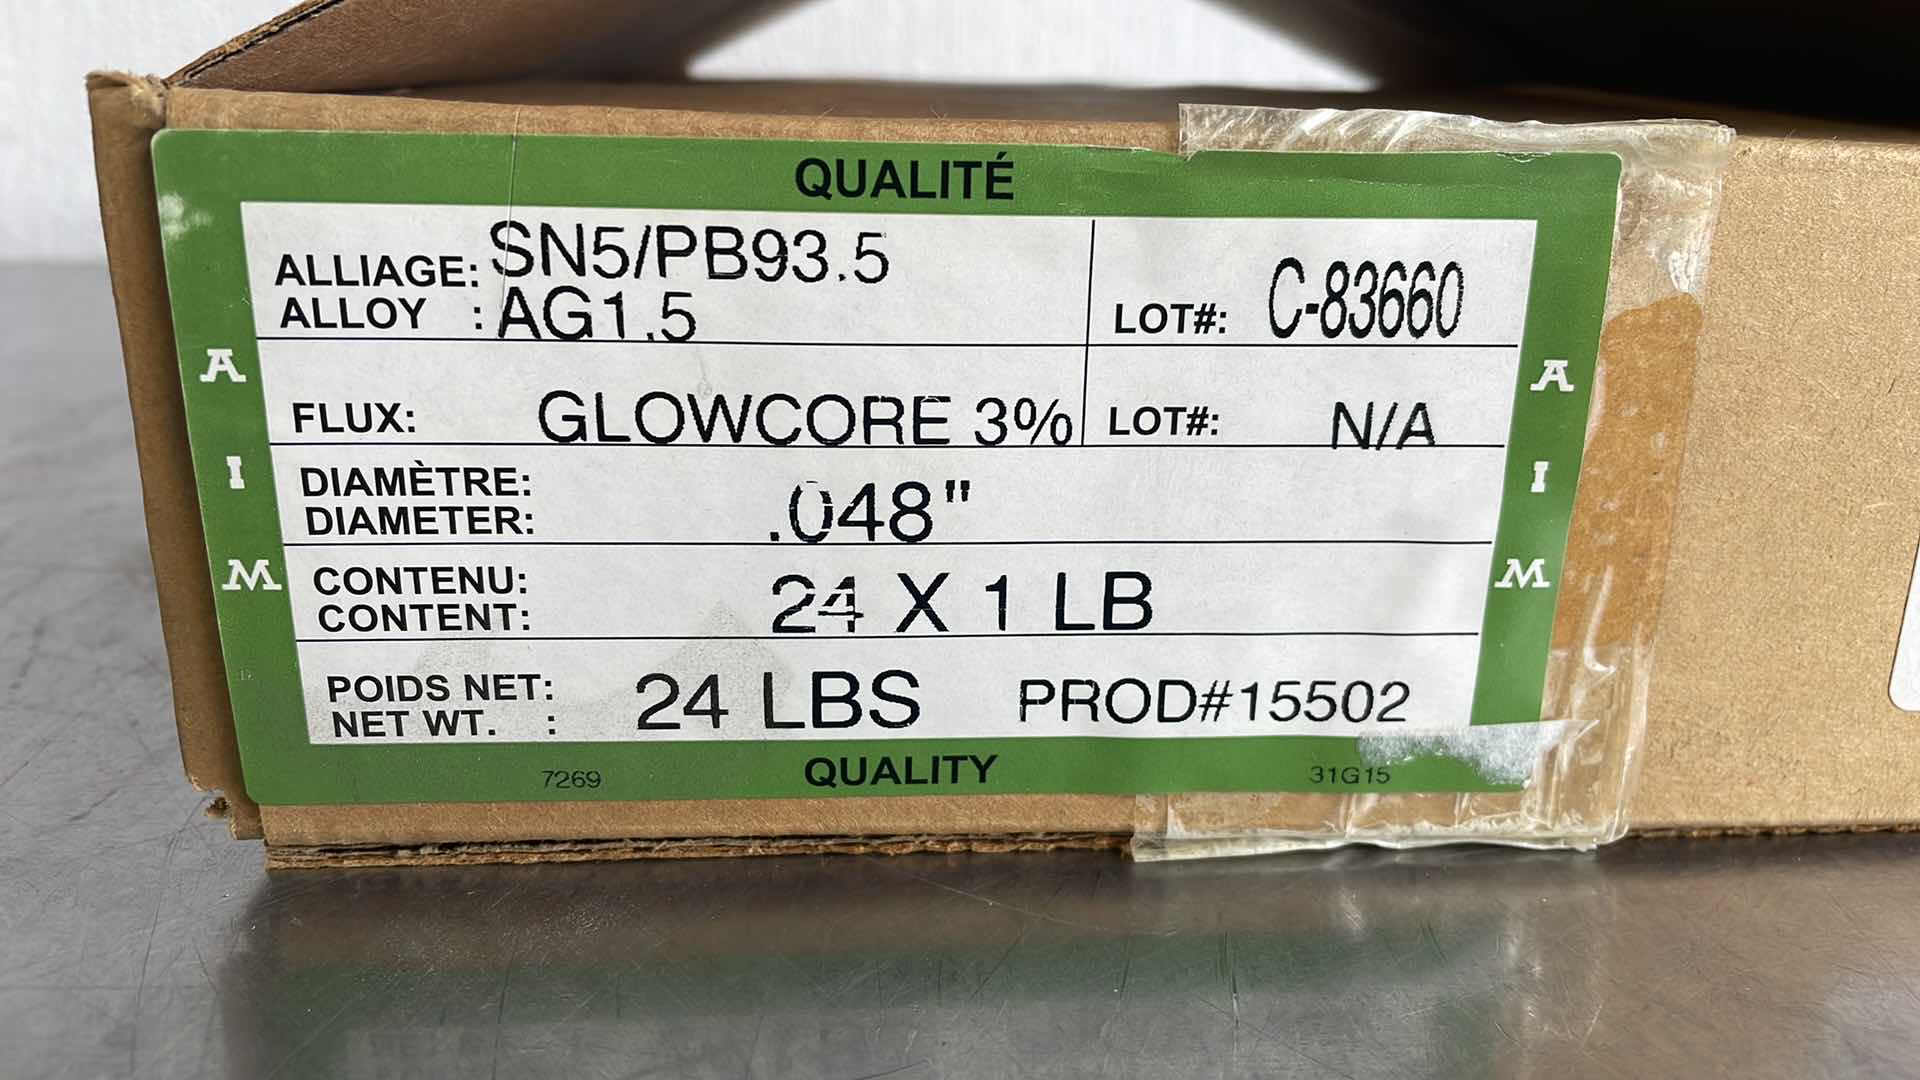 QUALITÉ
ALLIAGE: SN5/PB93.5
ALLOY : AG1.5
LOT#: C-83660
FLUX: GLOWCORE 3%
LOT#: N/A
DIAMÈTRE:
DIAMETER: .048"
CONTENU:
CONTENT: 24 X 1 LB
POIDS NET:
NET WT. : 24 LBS PROD#15502
QUALITY
7269
31G15
A
I
M
A
I
M